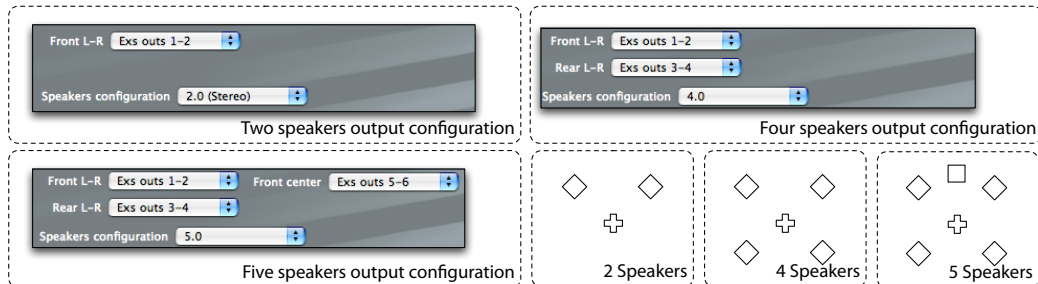 Front L-R Exs outs 1-2
Speakers configuration 2.0 (Stereo)
Two speakers output configuration
Front L-R Exs outs 1-2
Rear L-R Exs outs 3-4
Speakers configuration 4.0
Four speakers output configuration
Front L-R Exs outs 1-2 Front center Exs outs 5-6
Rear L-R Exs outs 3-4
Speakers configuration 5.0
Five speakers output configuration
2 Speakers
4 Speakers
5 Speakers